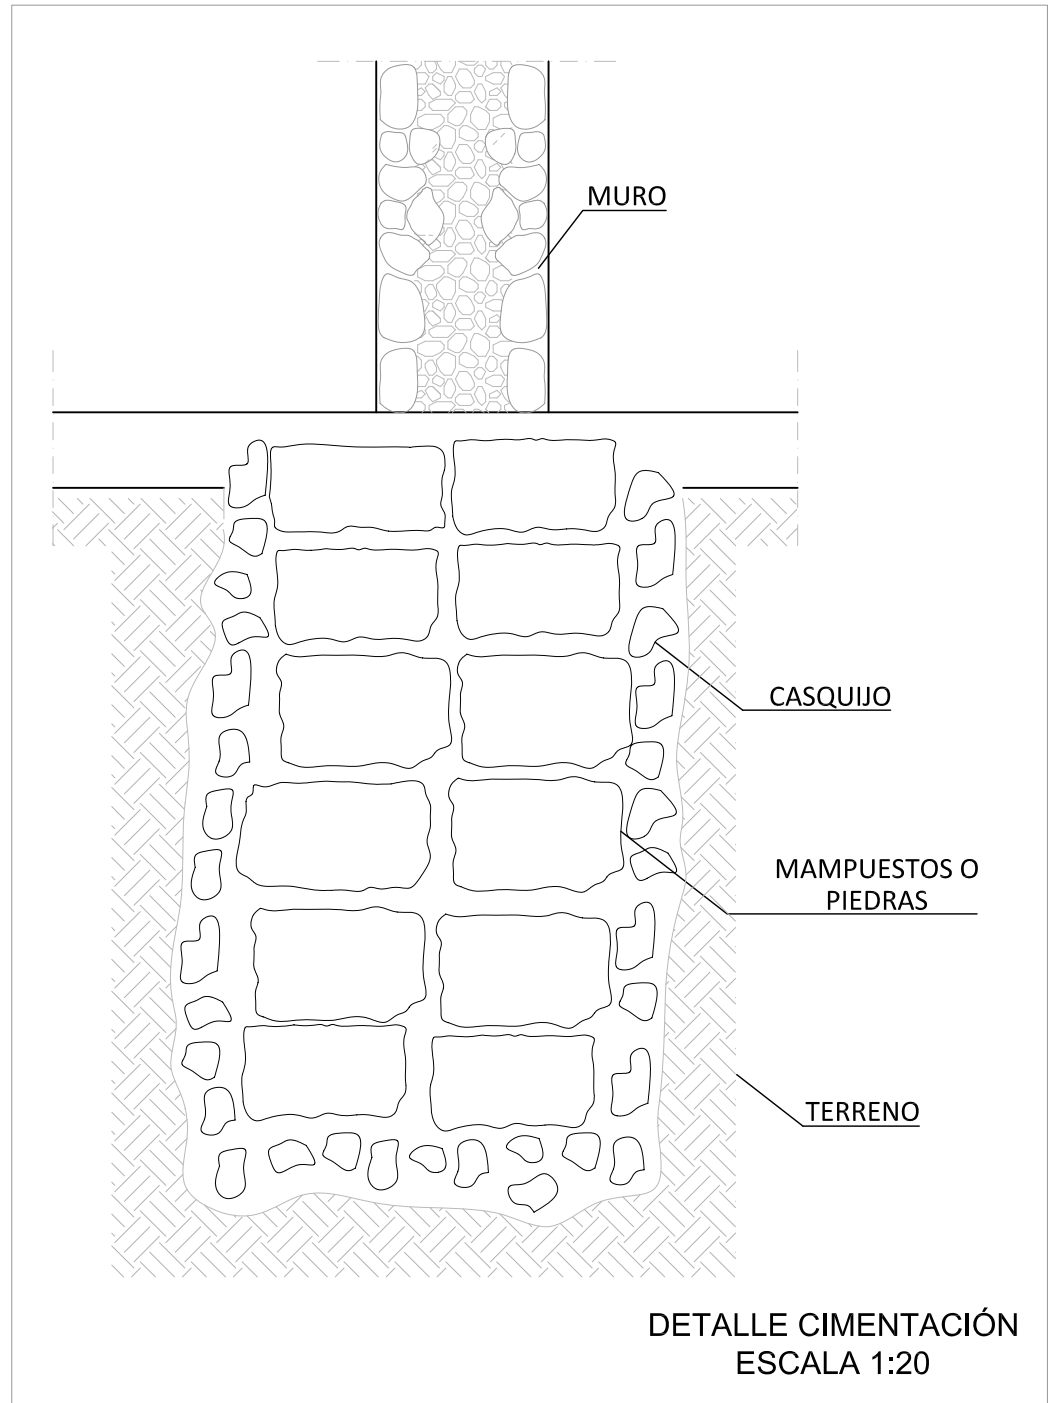 MURO
CASQUIJO
MAMPUESTOS O
PIEDRAS
TERRENO
DETALLE CIMENTACIÓN
ESCALA 1:20